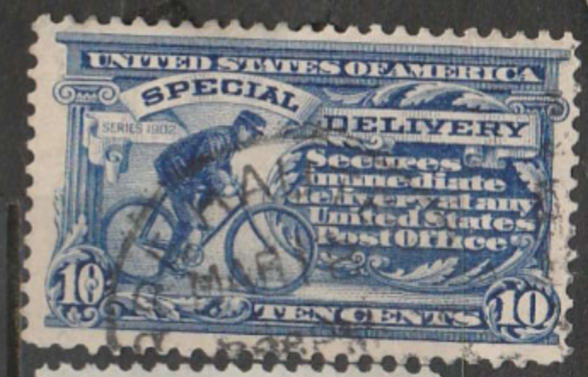 UNITED STATES OF AMERICA
SPECIAL
DELIVERY
SERIES 1902
Secures
immediate
delivery at any
United States
Post Office
10
TEN CENTS
10
MAR